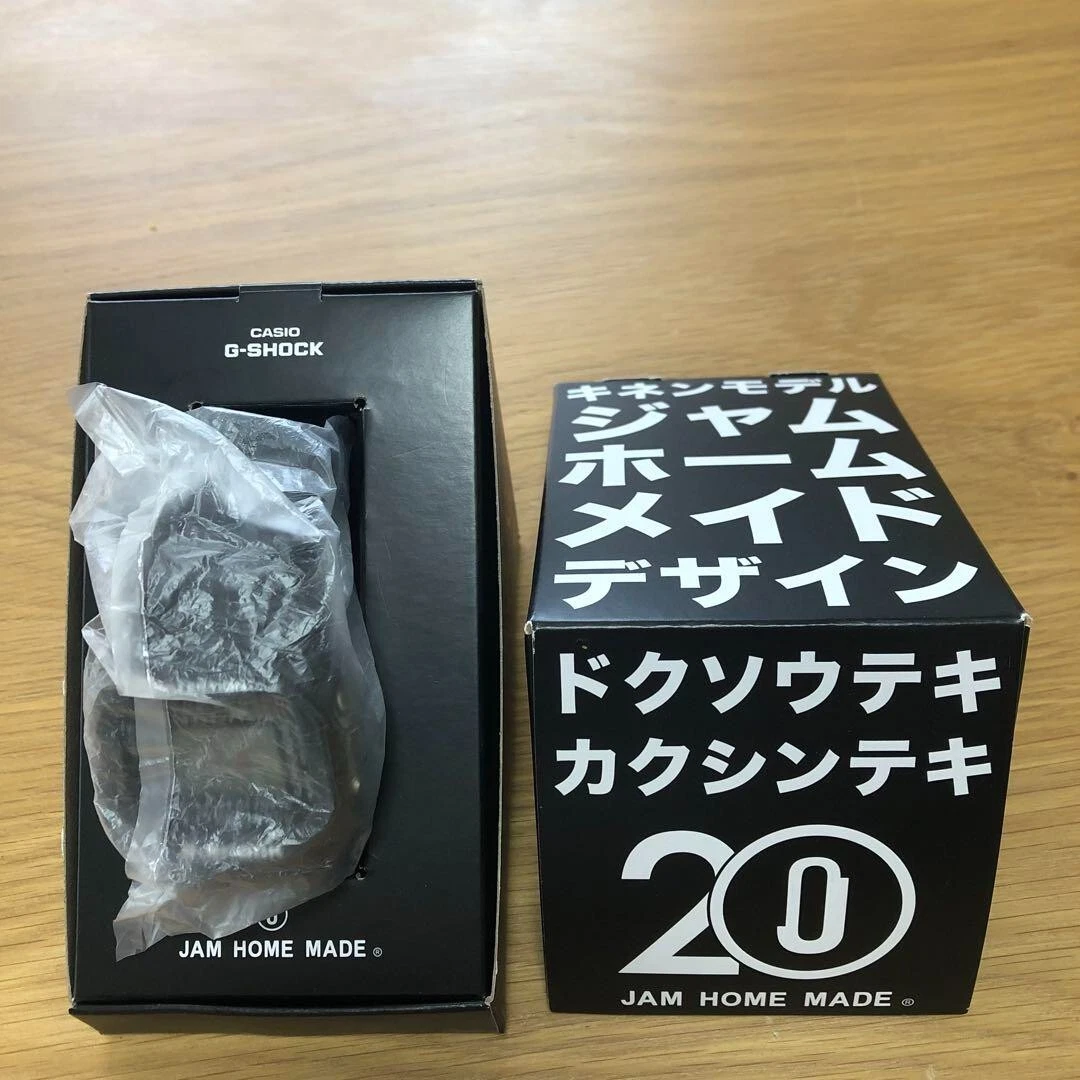 CASIO
G-SHOCK
JAM HOME MADE®
キネンモデル
ジャム
ホーム
メイド
デザイン
ドクソウテキ
カクシンテキ
20
JAM HOME MADE®